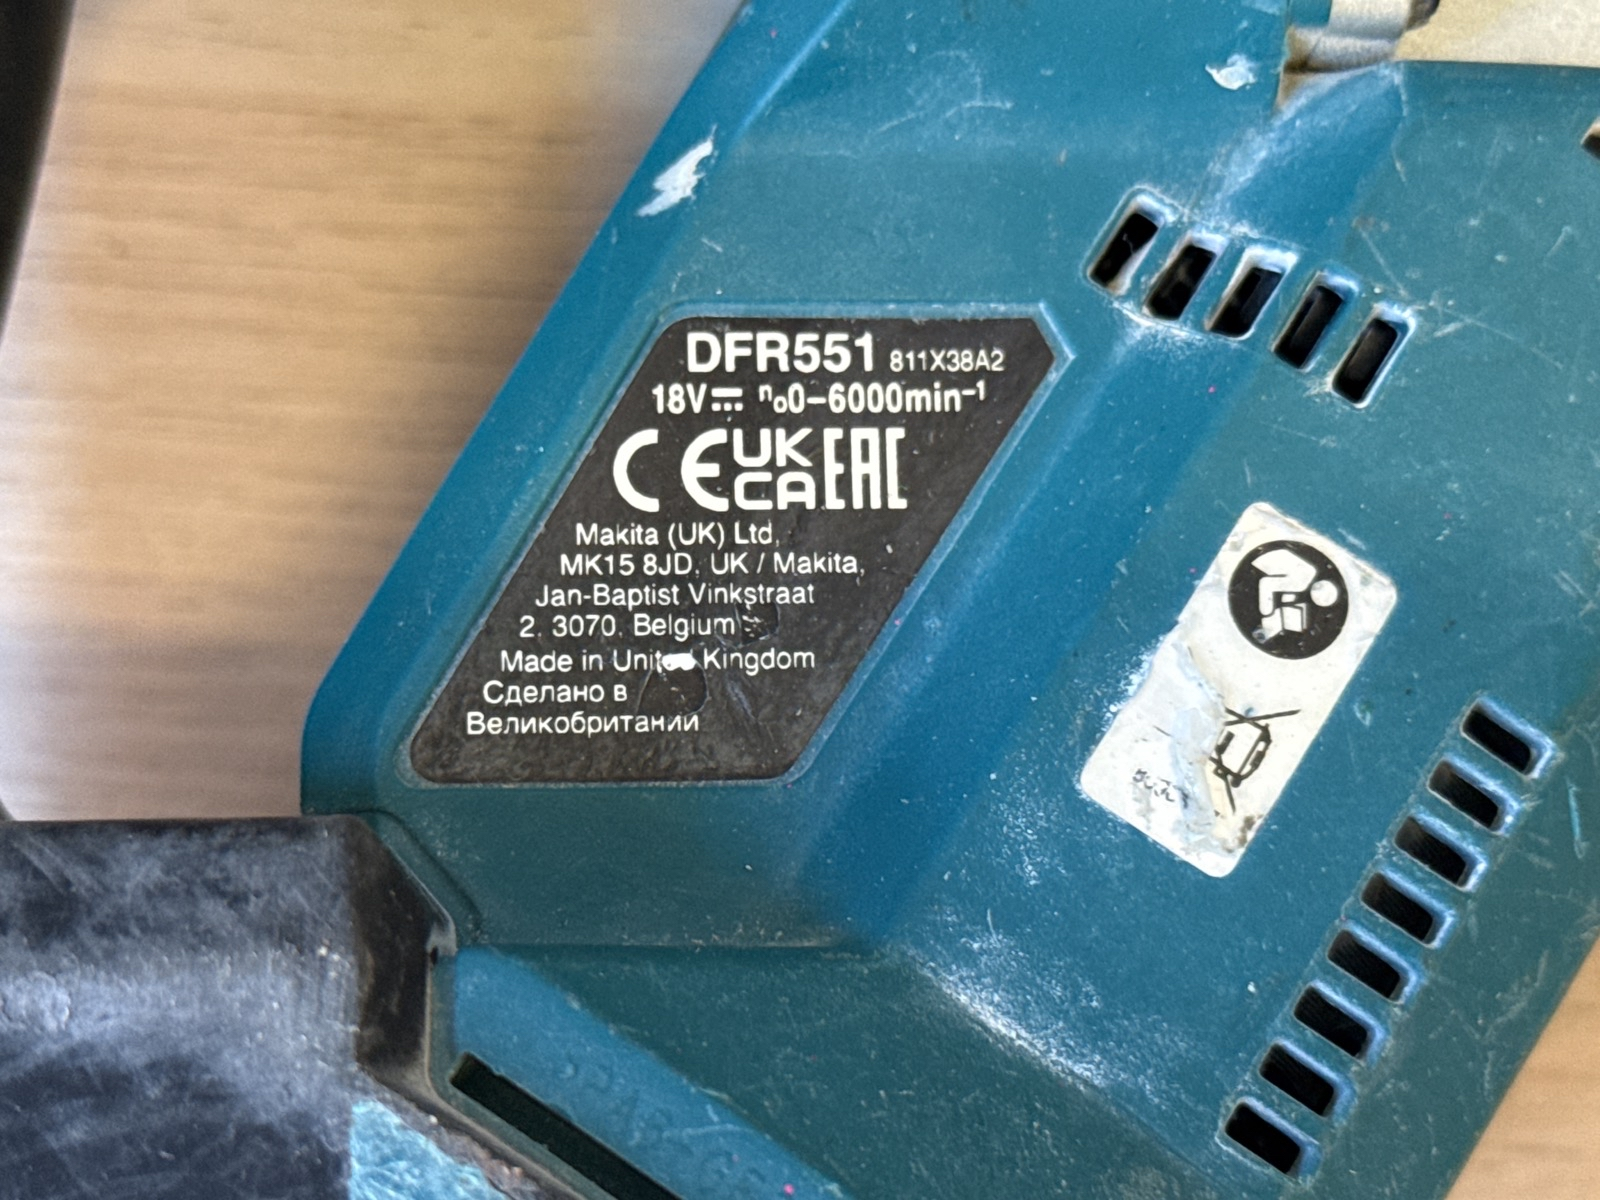 DFR551 811X38A2
18V⎓ n₀0-6000min⁻¹
CE UK CA EAC
Makita (UK) Ltd,
MK15 8JD, UK / Makita,
Jan-Baptist Vinkstraat
2, 3070, Belgium
Made in United Kingdom
Сделано в
Великобритании